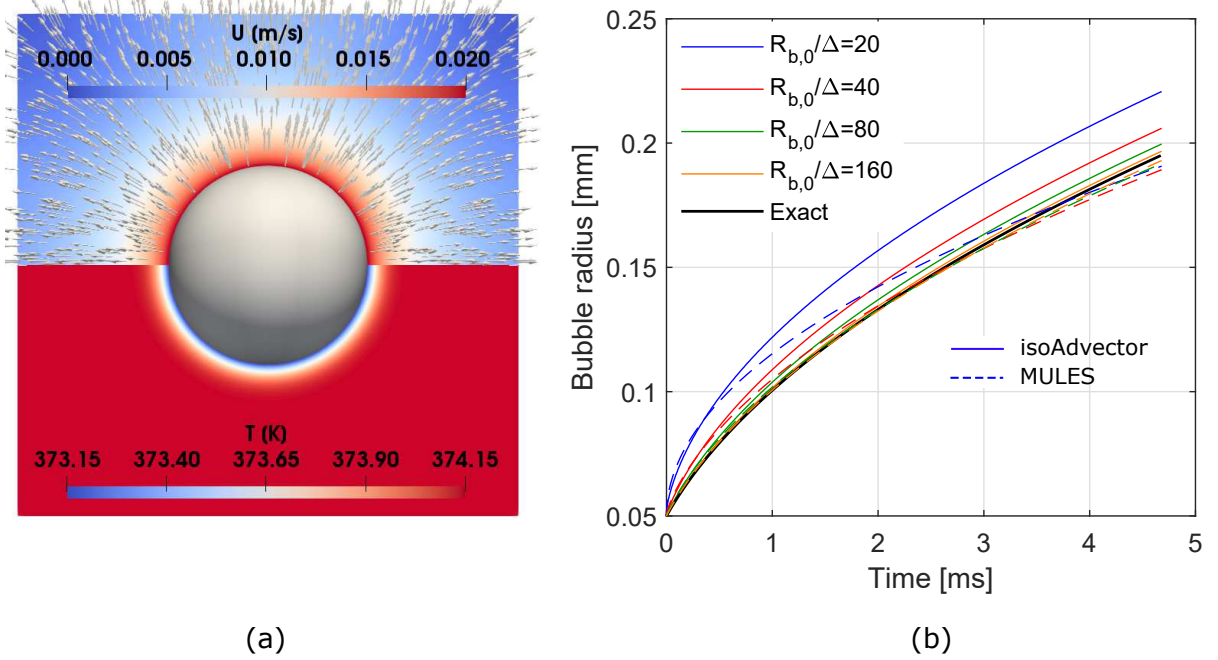 U (m/s)
0.000 0.005 0.010 0.015 0.020
T (K)
373.15 373.40 373.65 373.90 374.15
(a)
Bubble radius [mm]
0.25
0.2
0.15
0.1
0.05
R_b,0/Δ=20
R_b,0/Δ=40
R_b,0/Δ=80
R_b,0/Δ=160
Exact
isoAdvector
MULES
0 1 2 3 4 5
Time [ms]
(b)